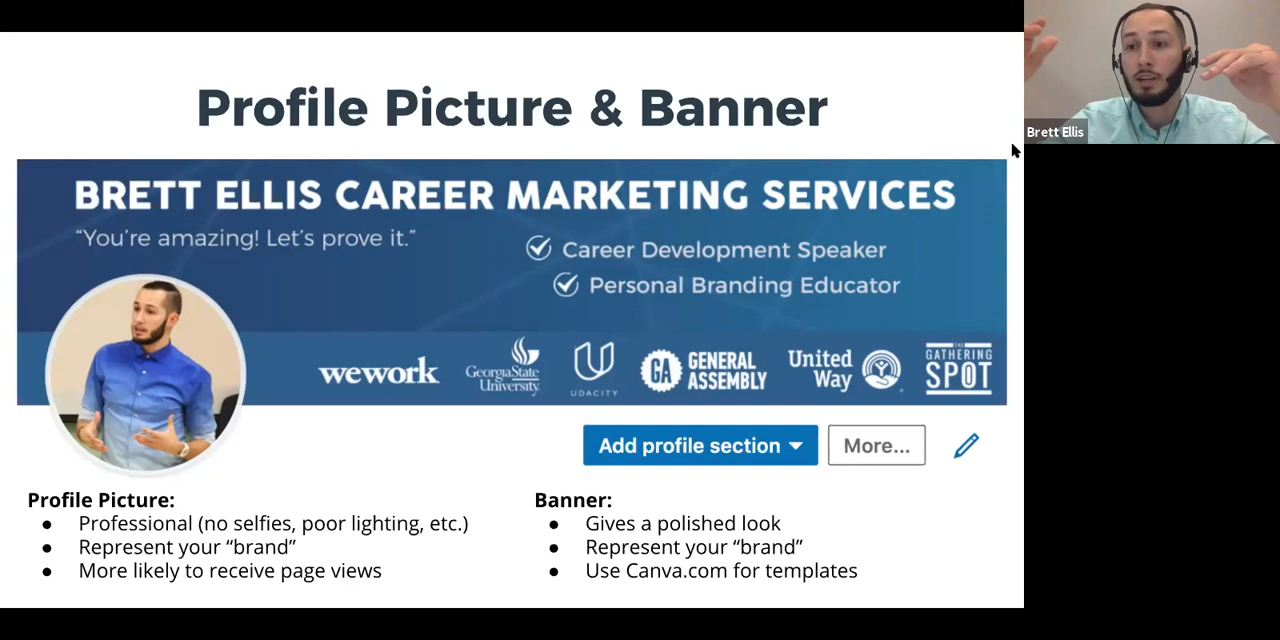 Profile Picture & Banner
Brett Ellis
BRETT ELLIS CAREER MARKETING SERVICES
“You’re amazing! Let’s prove it.”
Career Development Speaker
Personal Branding Educator
wework
GeorgiaState
University
UDACITY
GA GENERAL
ASSEMBLY
United
Way
THE
GATHERING
SPOT
Add profile section
More...
Profile Picture:
● Professional (no selfies, poor lighting, etc.)
● Represent your “brand”
● More likely to receive page views
Banner:
● Gives a polished look
● Represent your “brand”
● Use Canva.com for templates